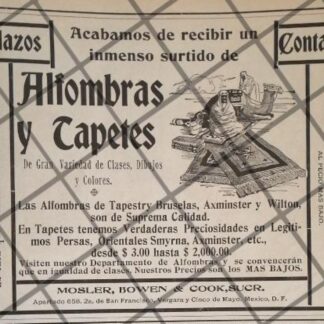 lazos
Conta
Acabamos de recibir un
inmenso surtido de
Alfombras
y Tapetes
De Gran Variedad de Clases, Dibujos
y Colores.
Las Alfombras de Tapestry Bruselas, Axminster y Wilton,
son de Suprema Calidad.
En Tapetes tenemos Verdaderas Preciosidades en Legiti-
mos Persas, Orientales Smyrna, Axminster, etc.,
desde $ 3.00 hasta $ 2,000.00
Visiten nuestro Departamento de Alfombras y se convencerán
que en igualdad de clases, Nuestros Precios son los MAS BAJOS.
MOSLER, BOWEN & COOK, SUCR.
Apartado 658. 2a. de San Francisco, Vergara y Cinco de Mayo, Mexico, D. F.